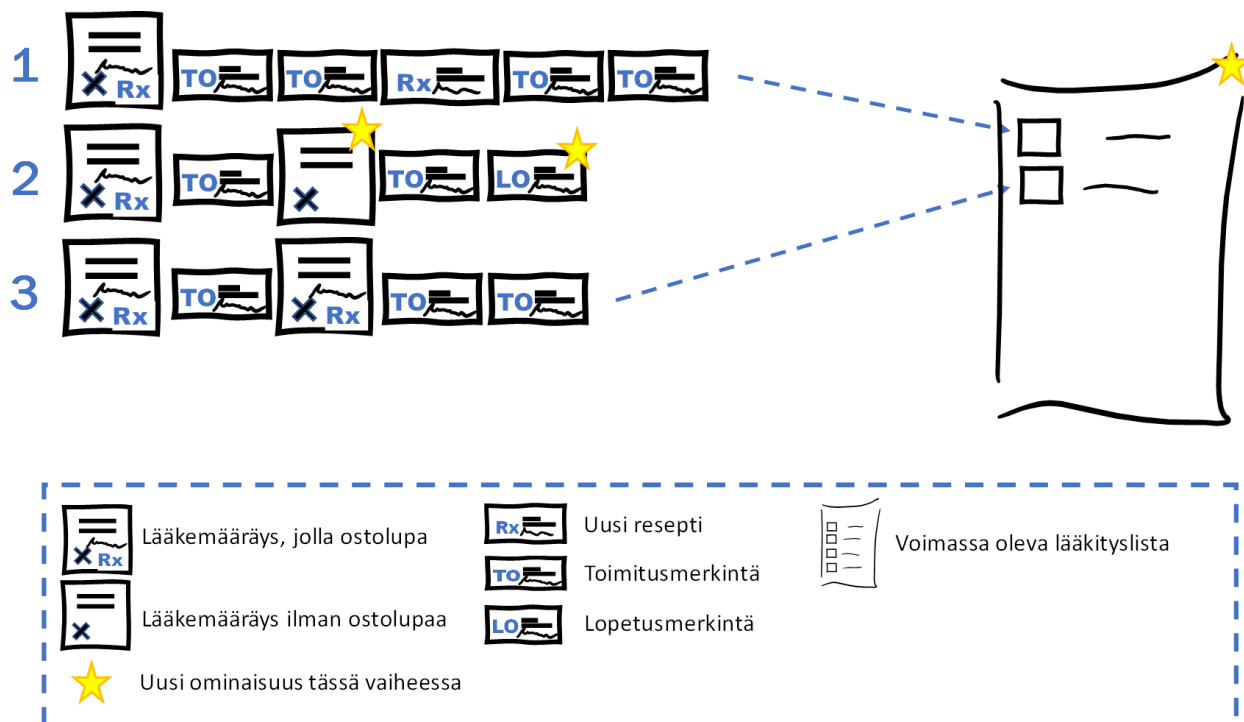 1 Rx TO TO Rx TO TO
2 Rx TO TO LO
3 Rx TO Rx TO TO
Rx Lääkemääräys, jolla ostolupa
Lääkemääräys ilman ostolupaa
Uusi ominaisuus tässä vaiheessa
Rx Uusi resepti
TO Toimitusmerkintä
LO Lopetusmerkintä
Voimassa oleva lääkityslista